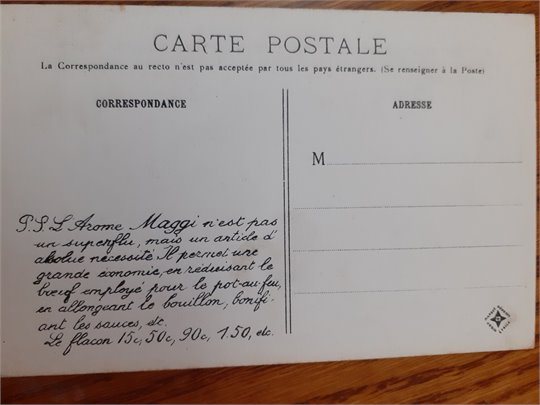 CARTE POSTALE
La Correspondance au recto n'est pas acceptée par tous les pays étrangers. (Se renseigner à la Poste)
CORRESPONDANCE
ADRESSE
M
P.S. L'Arome Maggi n'est pas
un superflu, mais un article d'
absolue nécessité. Il permet une
grande économie, en réduisant le
bœuf employé pour le pot-au-feu,
en allongeant le bouillon, bonifi-
ant les sauces, etc.
Le flacon 15c, 50c, 90c, 1.50, etc.